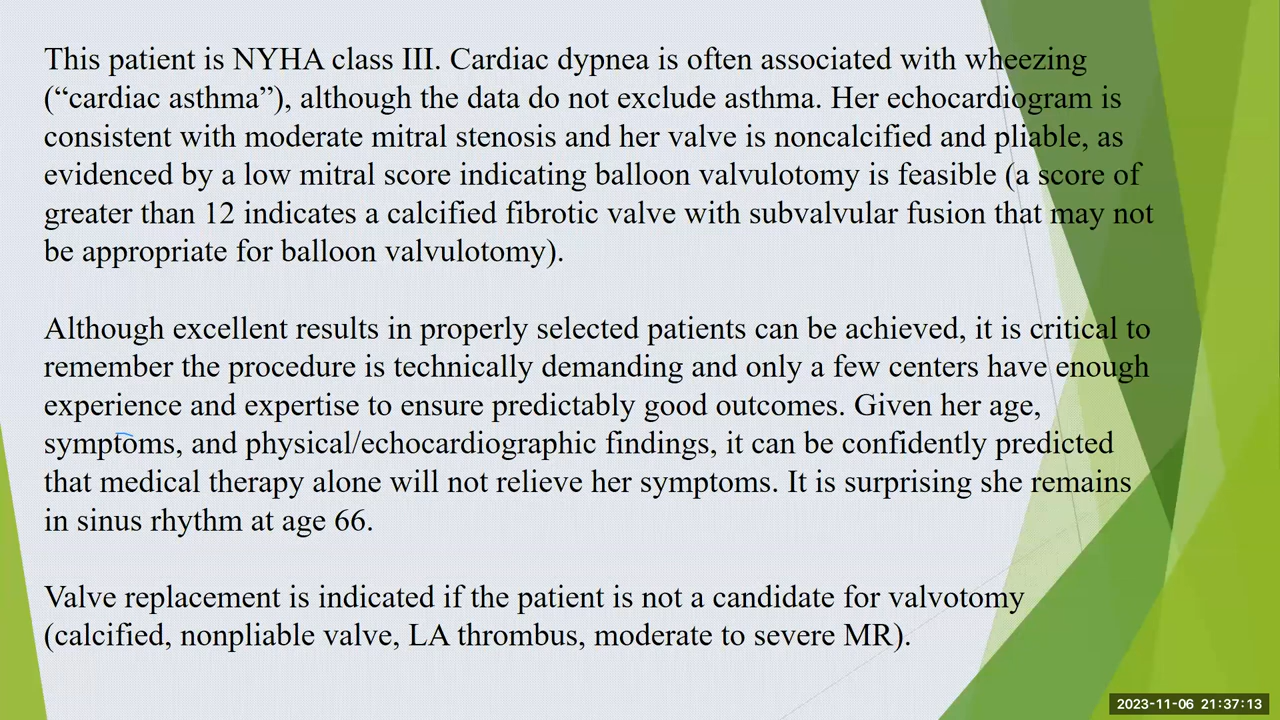 This patient is NYHA class III. Cardiac dypnea is often associated with wheezing
(“cardiac asthma”), although the data do not exclude asthma. Her echocardiogram is
consistent with moderate mitral stenosis and her valve is noncalcified and pliable, as
evidenced by a low mitral score indicating balloon valvulotomy is feasible (a score of
greater than 12 indicates a calcified fibrotic valve with subvalvular fusion that may not
be appropriate for balloon valvulotomy).
Although excellent results in properly selected patients can be achieved, it is critical to
remember the procedure is technically demanding and only a few centers have enough
experience and expertise to ensure predictably good outcomes. Given her age,
symptoms, and physical/echocardiographic findings, it can be confidently predicted
that medical therapy alone will not relieve her symptoms. It is surprising she remains
in sinus rhythm at age 66.
Valve replacement is indicated if the patient is not a candidate for valvotomy
(calcified, nonpliable valve, LA thrombus, moderate to severe MR).
2023-11-06 21:37:13